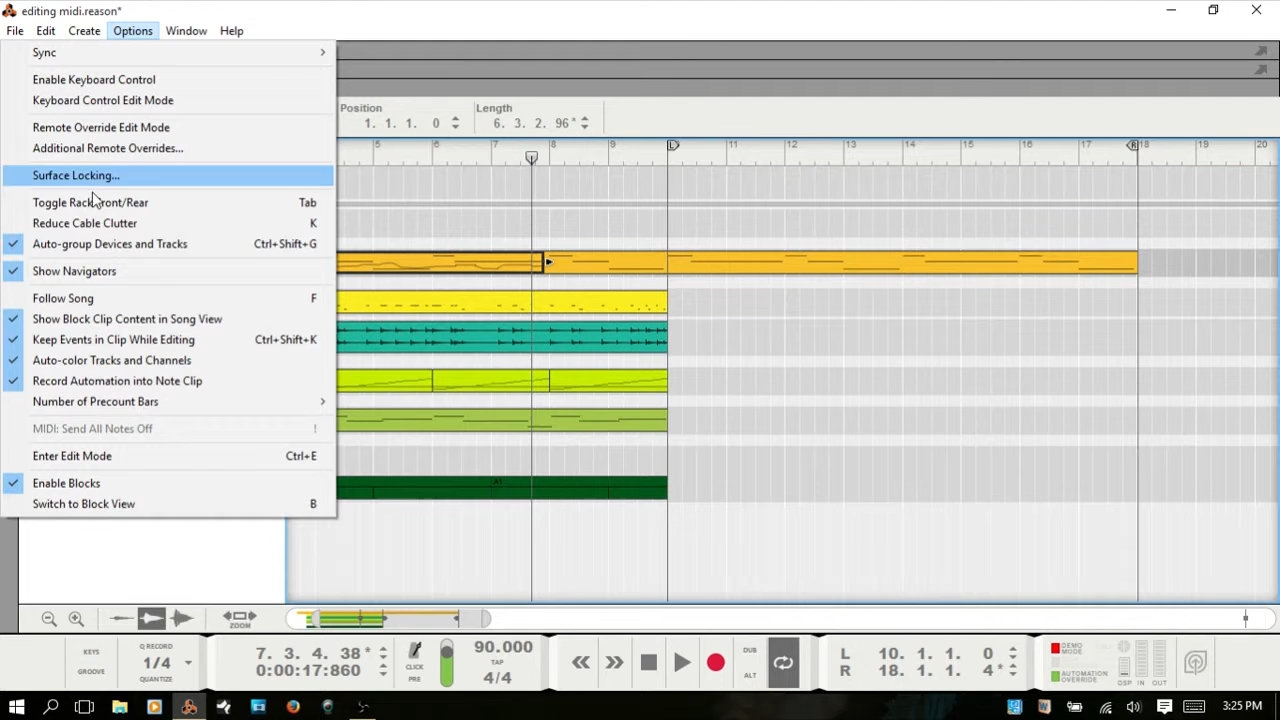 editing midi.reason*
File Edit Create Options Window Help
Sync
Enable Keyboard Control
Keyboard Control Edit Mode
Remote Override Edit Mode
Additional Remote Overrides...
Surface Locking...
Toggle Rack Front/Rear Tab
Reduce Cable Clutter K
Auto-group Devices and Tracks Ctrl+Shift+G
Show Navigators
Follow Song F
Show Block Clip Content in Song View
Keep Events in Clip While Editing Ctrl+Shift+K
Auto-color Tracks and Channels
Record Automation into Note Clip
Number of Precount Bars
MIDI: Send All Notes Off !
Enter Edit Mode Ctrl+E
Enable Blocks
Switch to Block View B
Position Length
1. 1. 1. 0 6. 3. 2. 96*
5 6 7 8 9 10 L 11 12 13 14 15 16 17 R 18 19 20
A1
ZOOM
KEYS
GROOVE
Q RECORD
1/4
QUANTIZE
7. 3. 4. 38 *
0:00:17:860
CLICK
PRE
90.000
TAP
4/4
DUB
ALT
L 10. 1. 1. 0
R 18. 1. 1. 4 *
DEMO MODE
AUTOMATION OVERRIDE
DSP IN OUT
3:25 PM